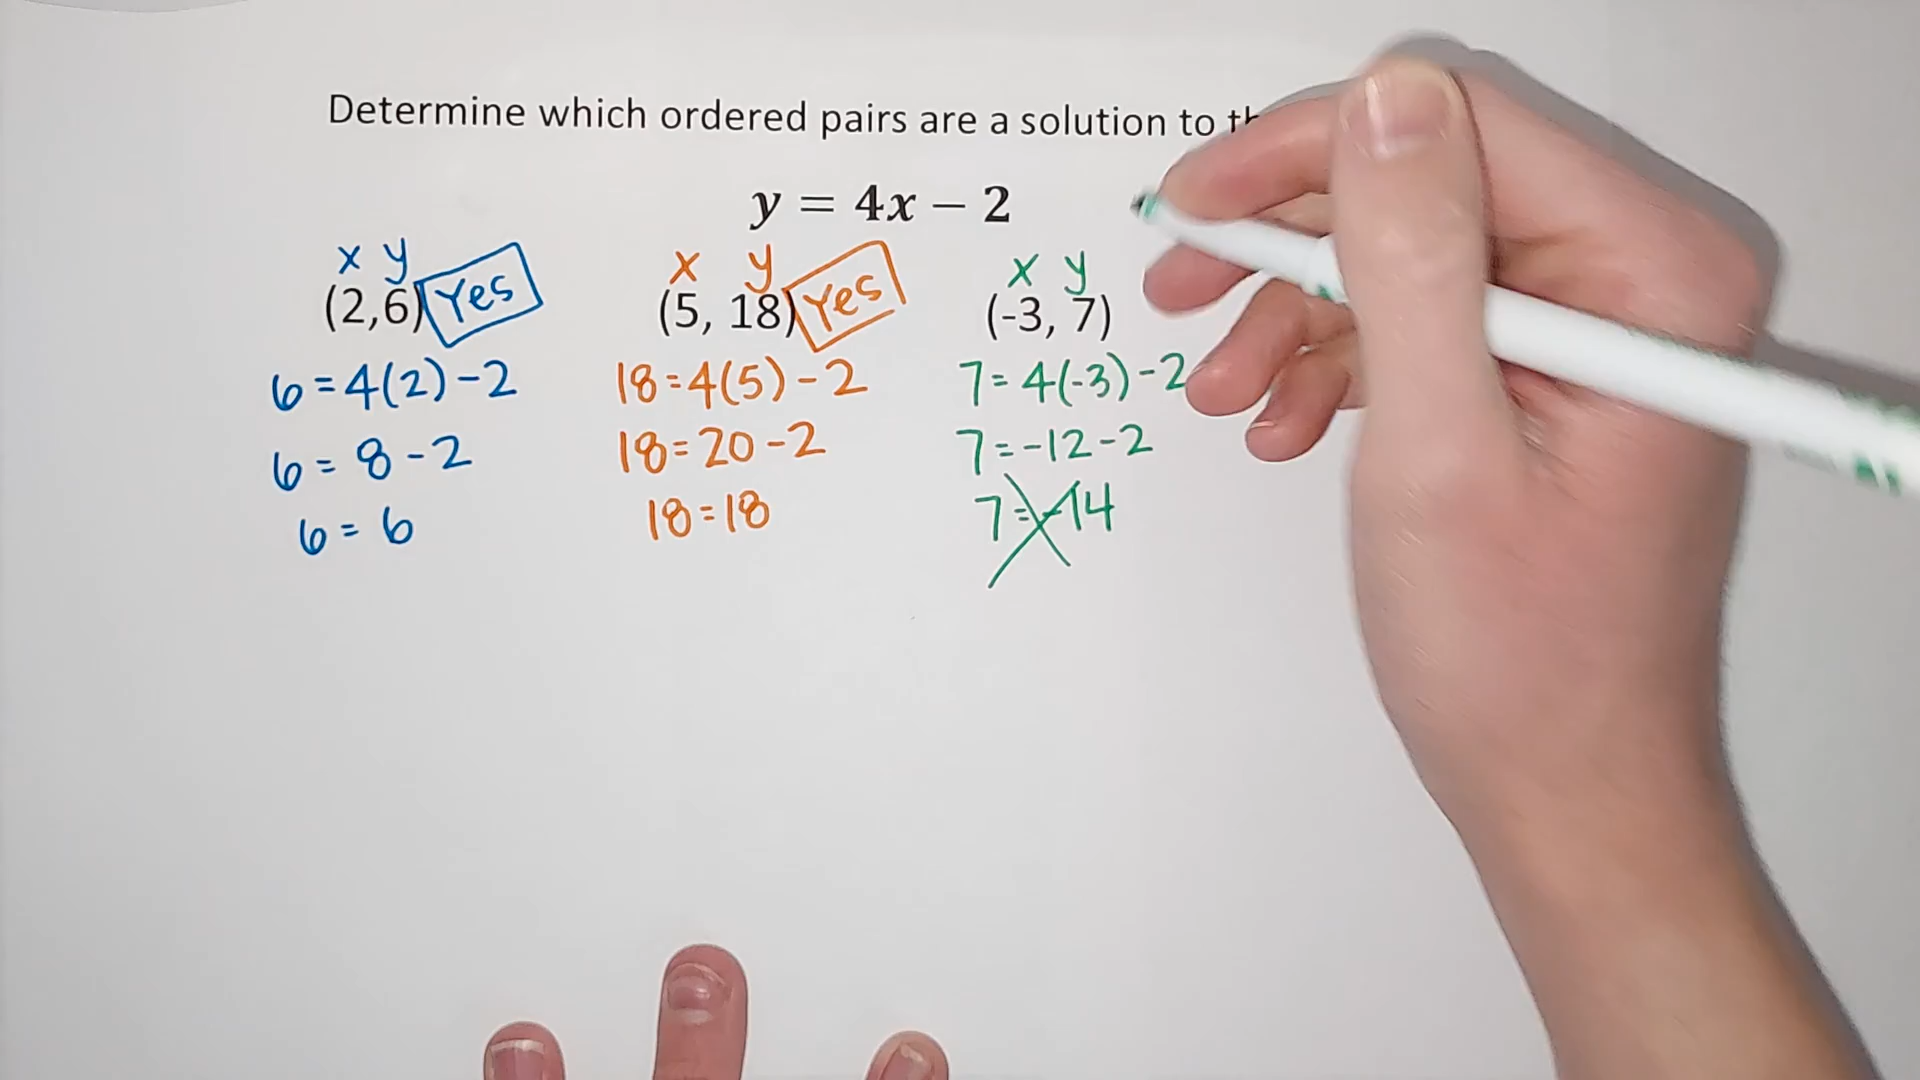 Determine which ordered pairs are a solution to
y = 4x − 2
x y
(2,6) Yes
6 = 4(2) - 2
6 = 8 - 2
6 = 6
x y
(5, 18) Yes
18 = 4(5) - 2
18 = 20 - 2
18 = 18
x y
(-3, 7)
7 = 4(-3) - 2
7 = -12 - 2
7 = -14